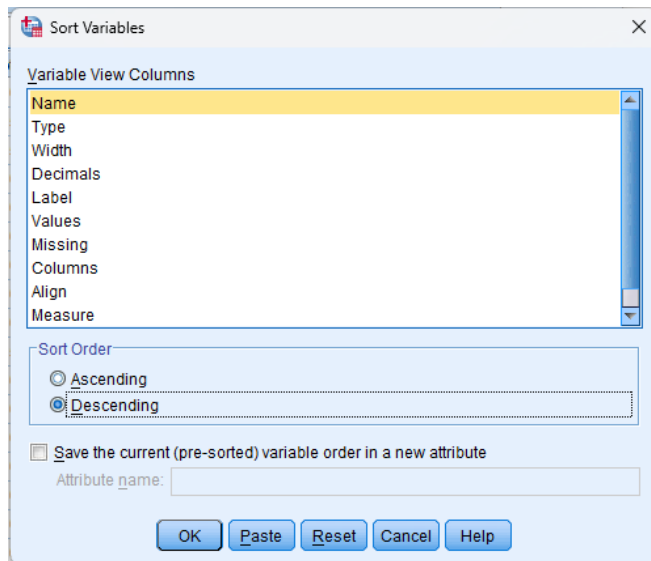 Sort Variables
Variable View Columns
Name
Type
Width
Decimals
Label
Values
Missing
Columns
Align
Measure
Sort Order
Ascending
Descending
Save the current (pre-sorted) variable order in a new attribute
Attribute name:
OK Paste Reset Cancel Help